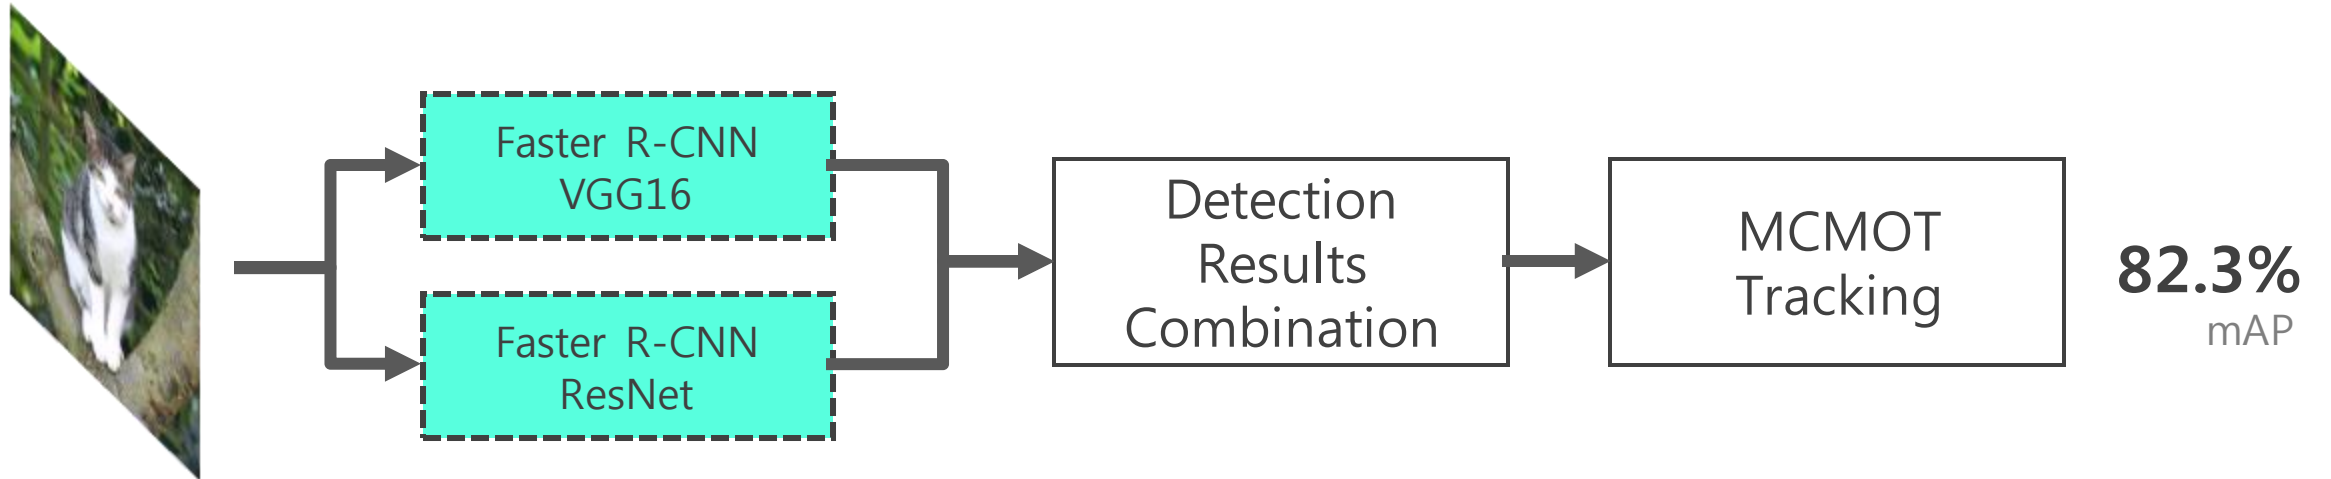 Faster R-CNN
VGG16
Faster R-CNN
ResNet
Detection
Results
Combination
MCMOT
Tracking
82.3%
mAP